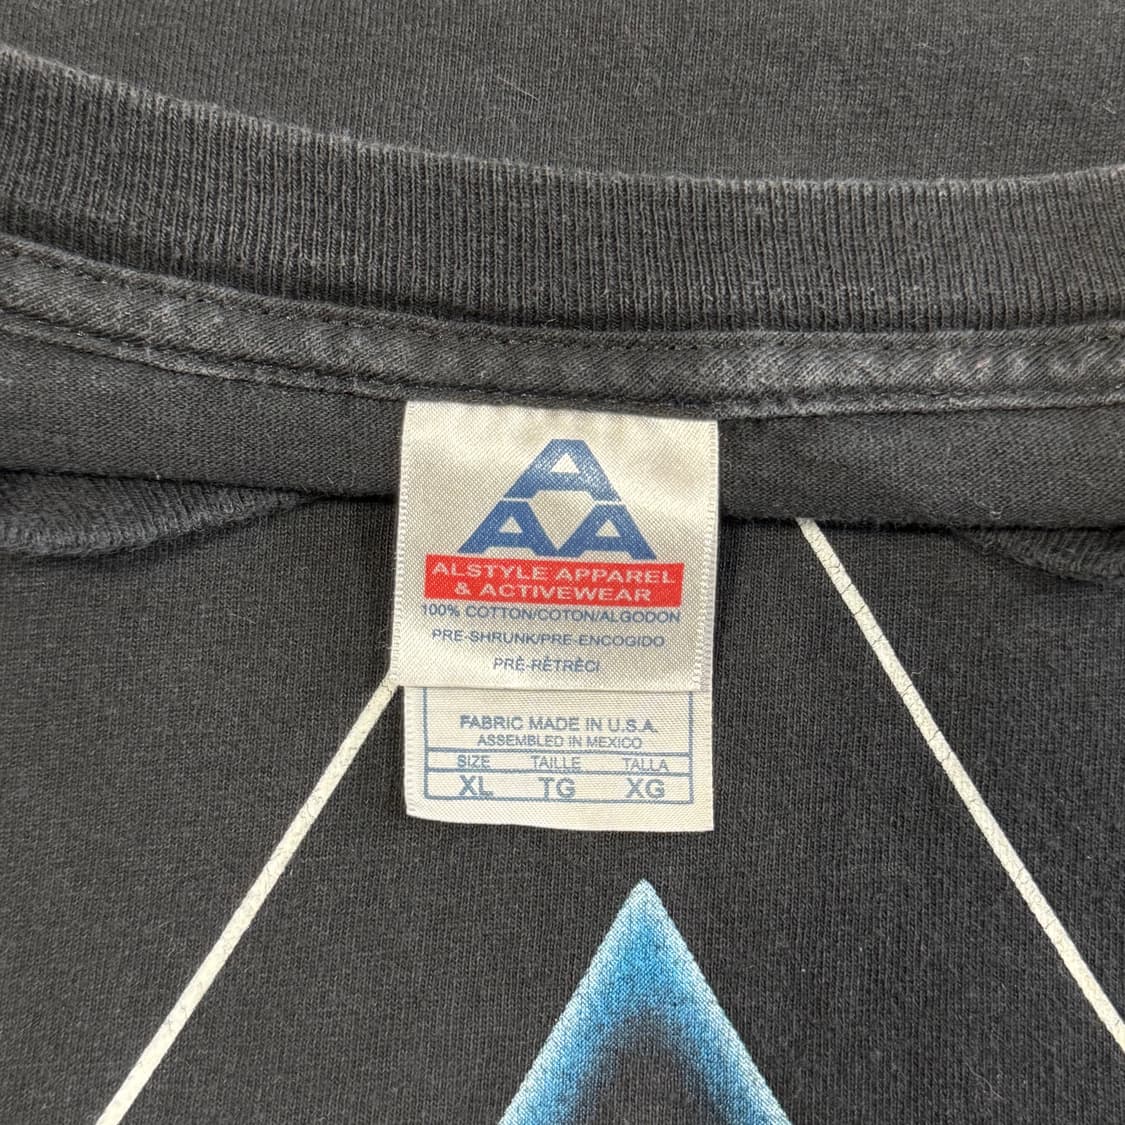 A
AA
ALSTYLE APPAREL
& ACTIVEWEAR
100% COTTON/COTON/ALGODON
PRE-SHRUNK/PRE-ENCOGIDO
PRÉ-RÉTRÉCI
FABRIC MADE IN U.S.A.
ASSEMBLED IN MEXICO
SIZE TAILLE TALLA
XL TG XG